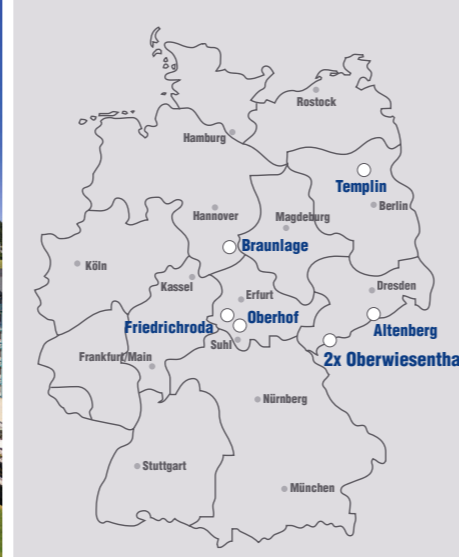 Rostock
Hamburg
Templin
Berlin
Hannover
Magdeburg
Braunlage
Köln
Kassel
Dresden
Erfurt
Friedrichroda
Oberhof
Altenberg
Suhl
Frankfurt/Main
2x Oberwiesentha
Nürnberg
Stuttgart
München